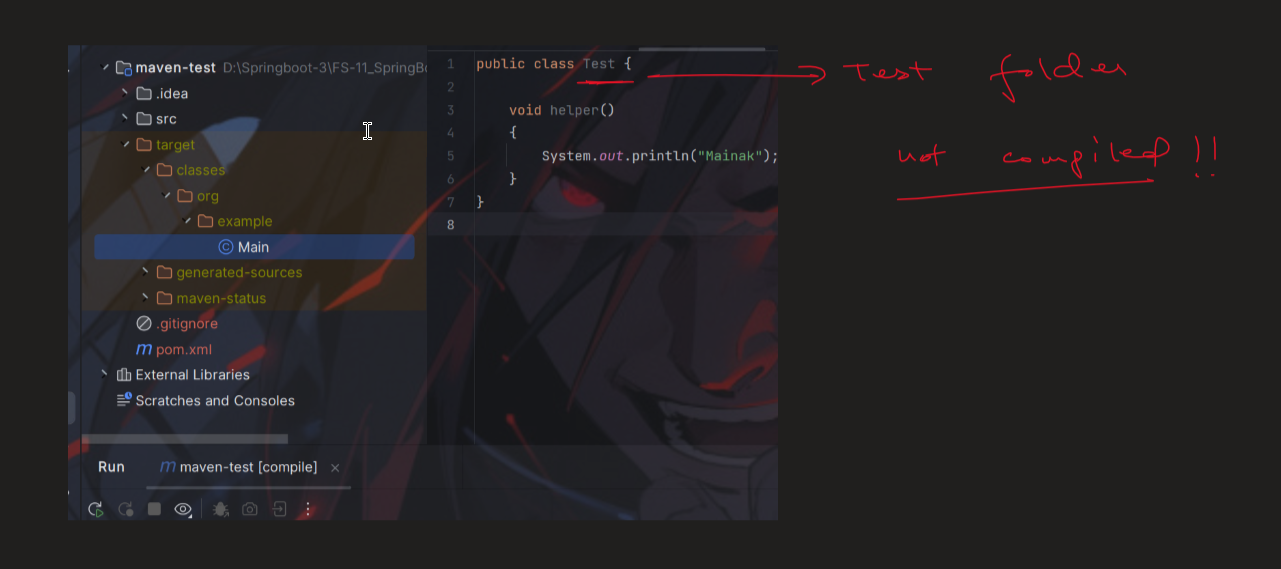 maven-test D:\Springboot-3\FS-11_SpringBo
.idea
src
target
classes
org
example
Main
generated-sources
maven-status
.gitignore
pom.xml
External Libraries
Scratches and Consoles
1 public class Test {
2
3 void helper()
4 {
5 System.out.println("Mainak");
6 }
7 }
8
Test folder
not compiled !!
Run maven-test [compile] ×